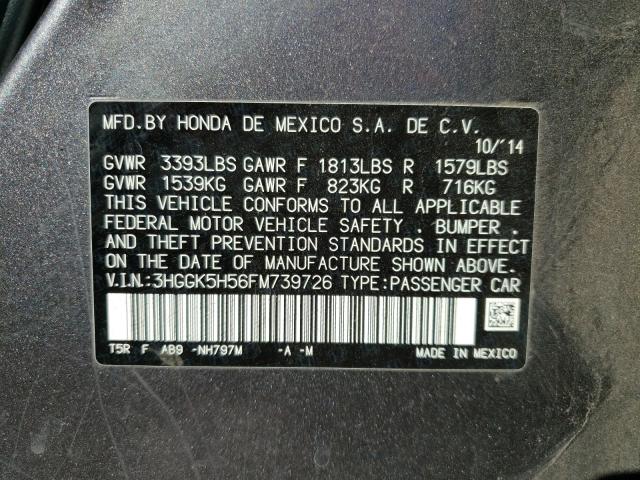 MFD.BY HONDA DE MEXICO S.A. DE C.V.
10/'14
GVWR 3393LBS GAWR F 1813LBS R 1579LBS
GVWR 1539KG GAWR F 823KG R 716KG
THIS VEHICLE CONFORMS TO ALL APPLICABLE
FEDERAL MOTOR VEHICLE SAFETY . BUMPER .
AND THEFT PREVENTION STANDARDS IN EFFECT
ON THE DATE OF MANUFACTURE SHOWN ABOVE.
V.I.N:3HGGK5H56FM739726 TYPE:PASSENGER CAR
T5R F AB9 -NH797M -A -M MADE IN MEXICO